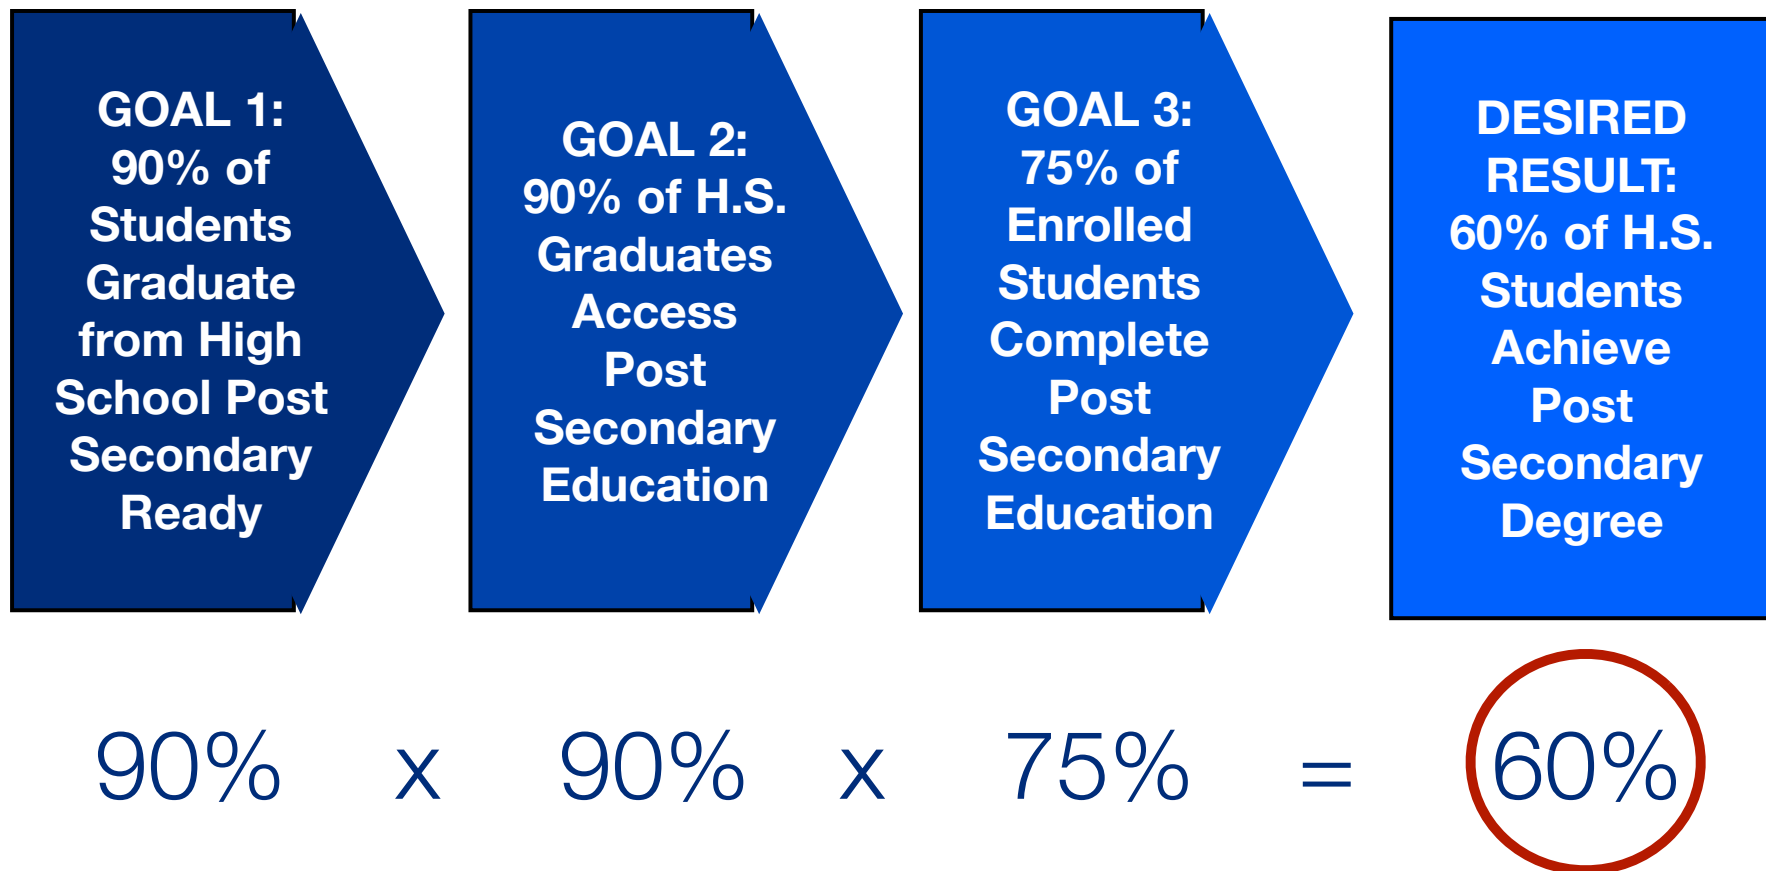 GOAL 1:
90% of
Students
Graduate
from High
School Post
Secondary
Ready
GOAL 2:
90% of H.S.
Graduates
Access
Post
Secondary
Education
GOAL 3:
75% of
Enrolled
Students
Complete
Post
Secondary
Education
DESIRED
RESULT:
60% of H.S.
Students
Achieve
Post
Secondary
Degree
90% x 90% x 75% = 60%